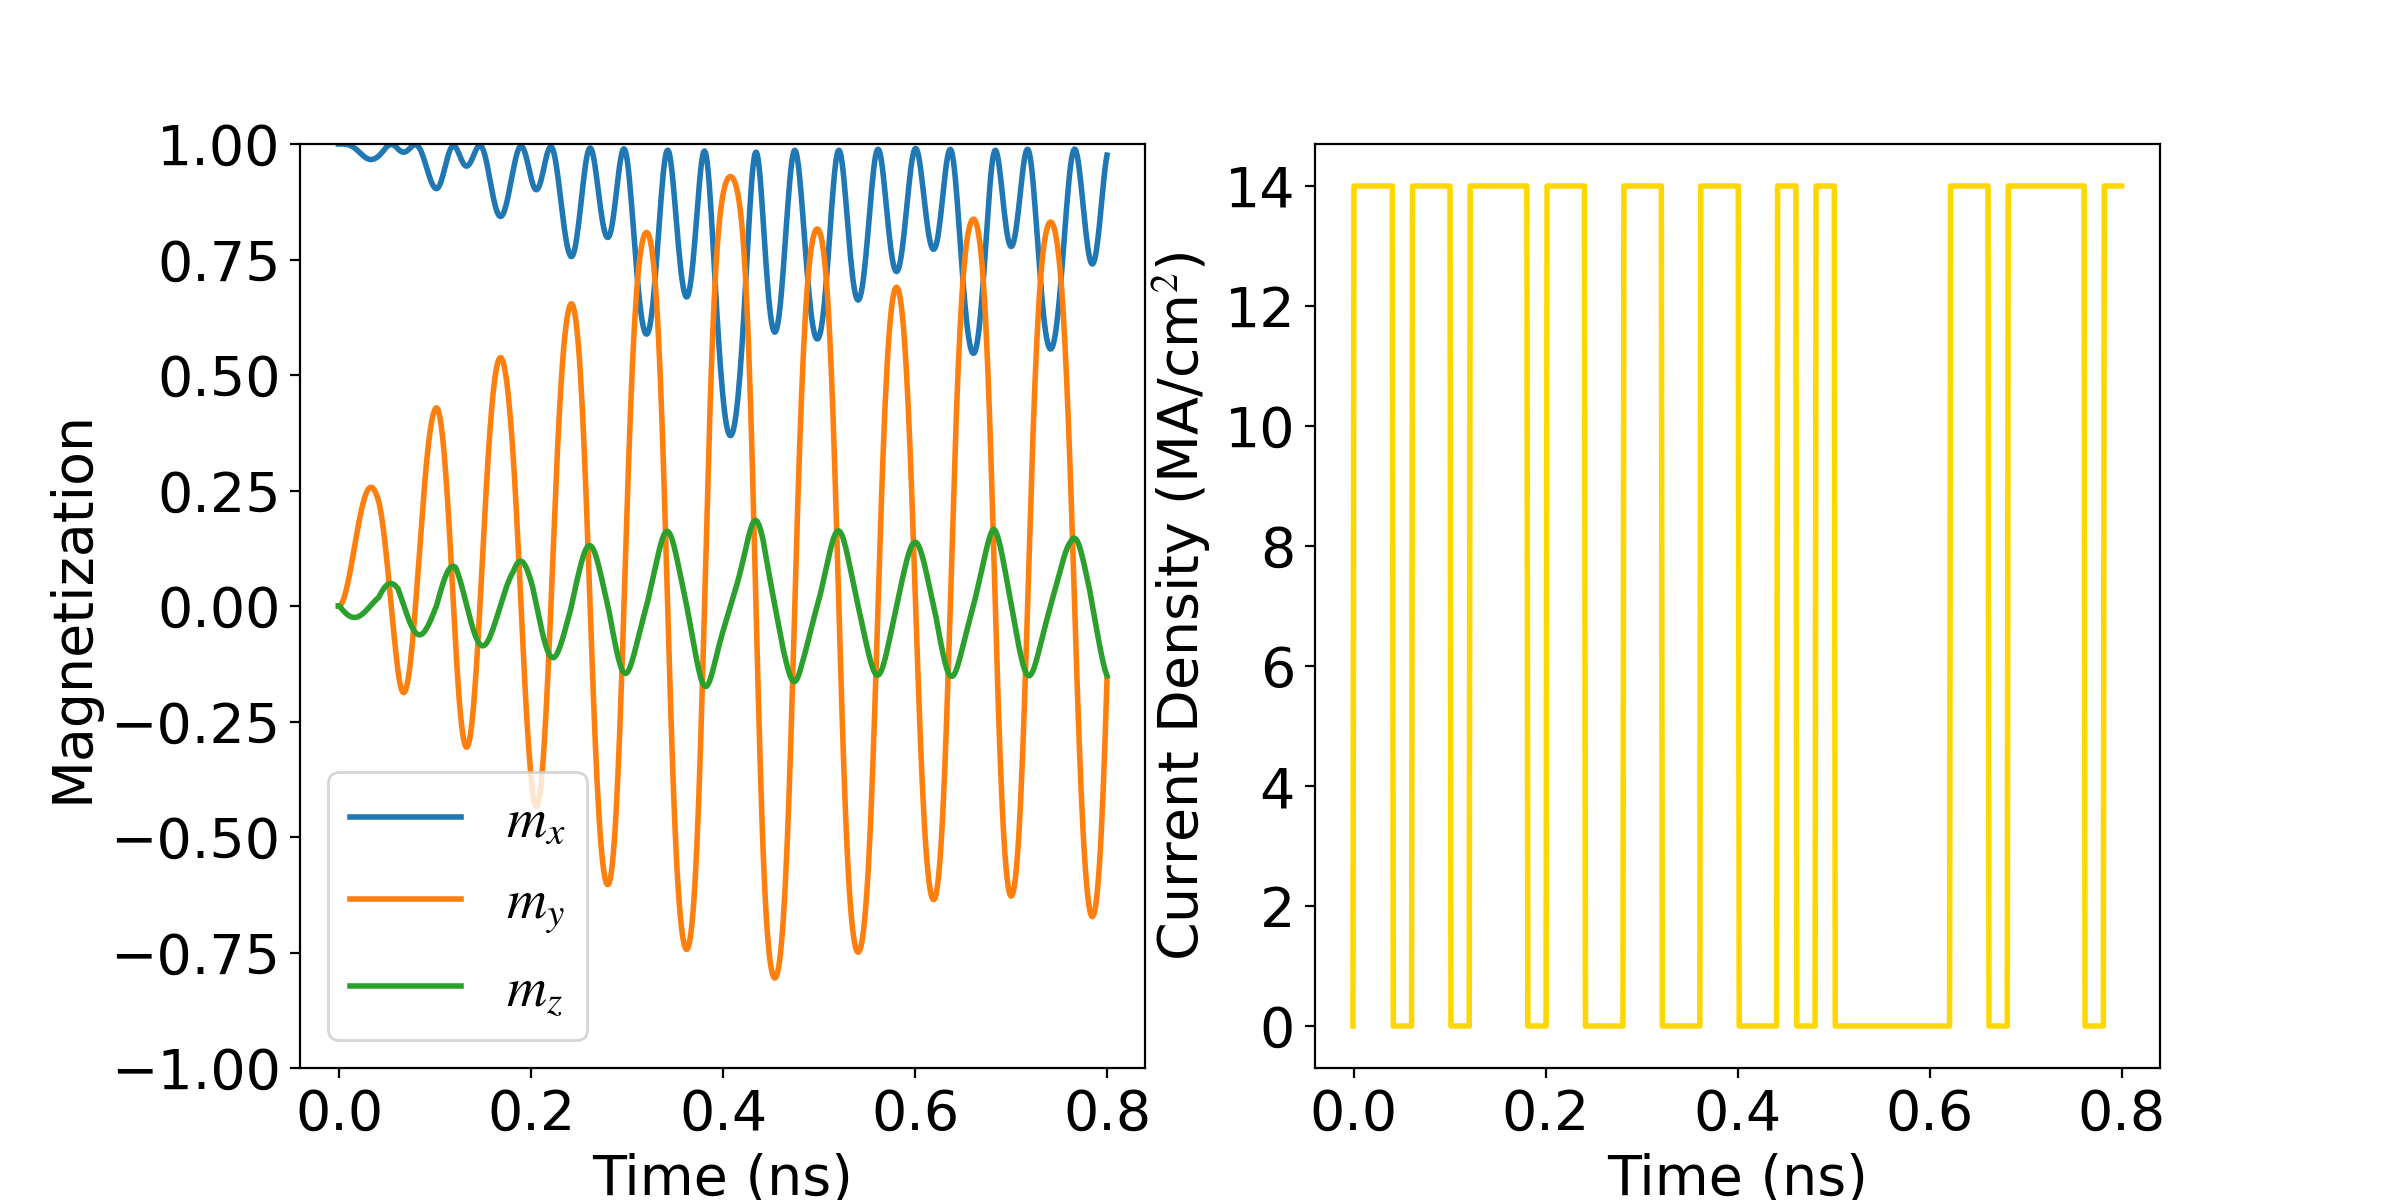 Magnetization
1.00
0.75
0.50
0.25
0.00
−0.25
−0.50
−0.75
−1.00
0.0 0.2 0.4 0.6 0.8
Time (ns)
m_x
m_y
m_z
Current Density (MA/cm²)
14
12
10
8
6
4
2
0
0.0 0.2 0.4 0.6 0.8
Time (ns)